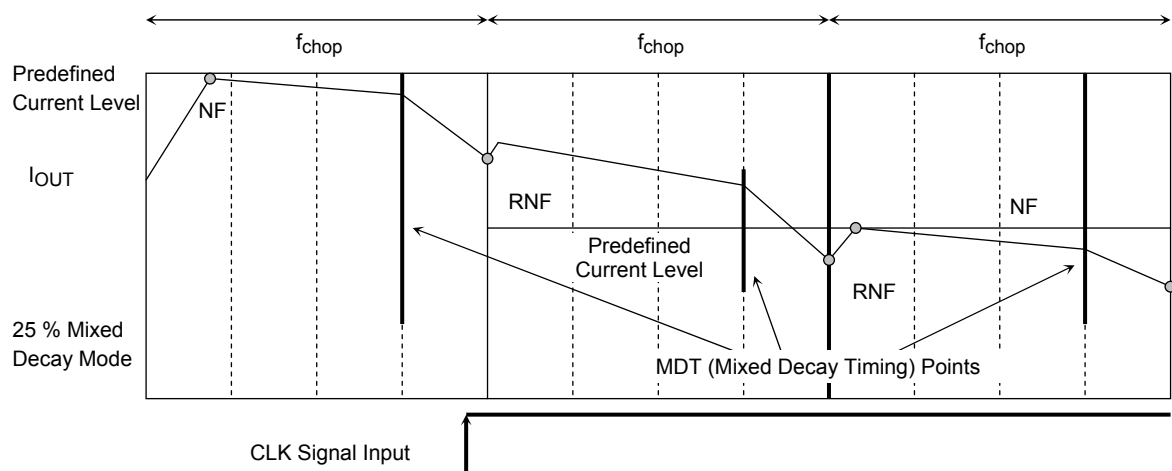 fchop
fchop
fchop
Predefined
Current Level
NF
IOUT
RNF
NF
Predefined
Current Level
RNF
25 % Mixed
Decay Mode
MDT (Mixed Decay Timing) Points
CLK Signal Input